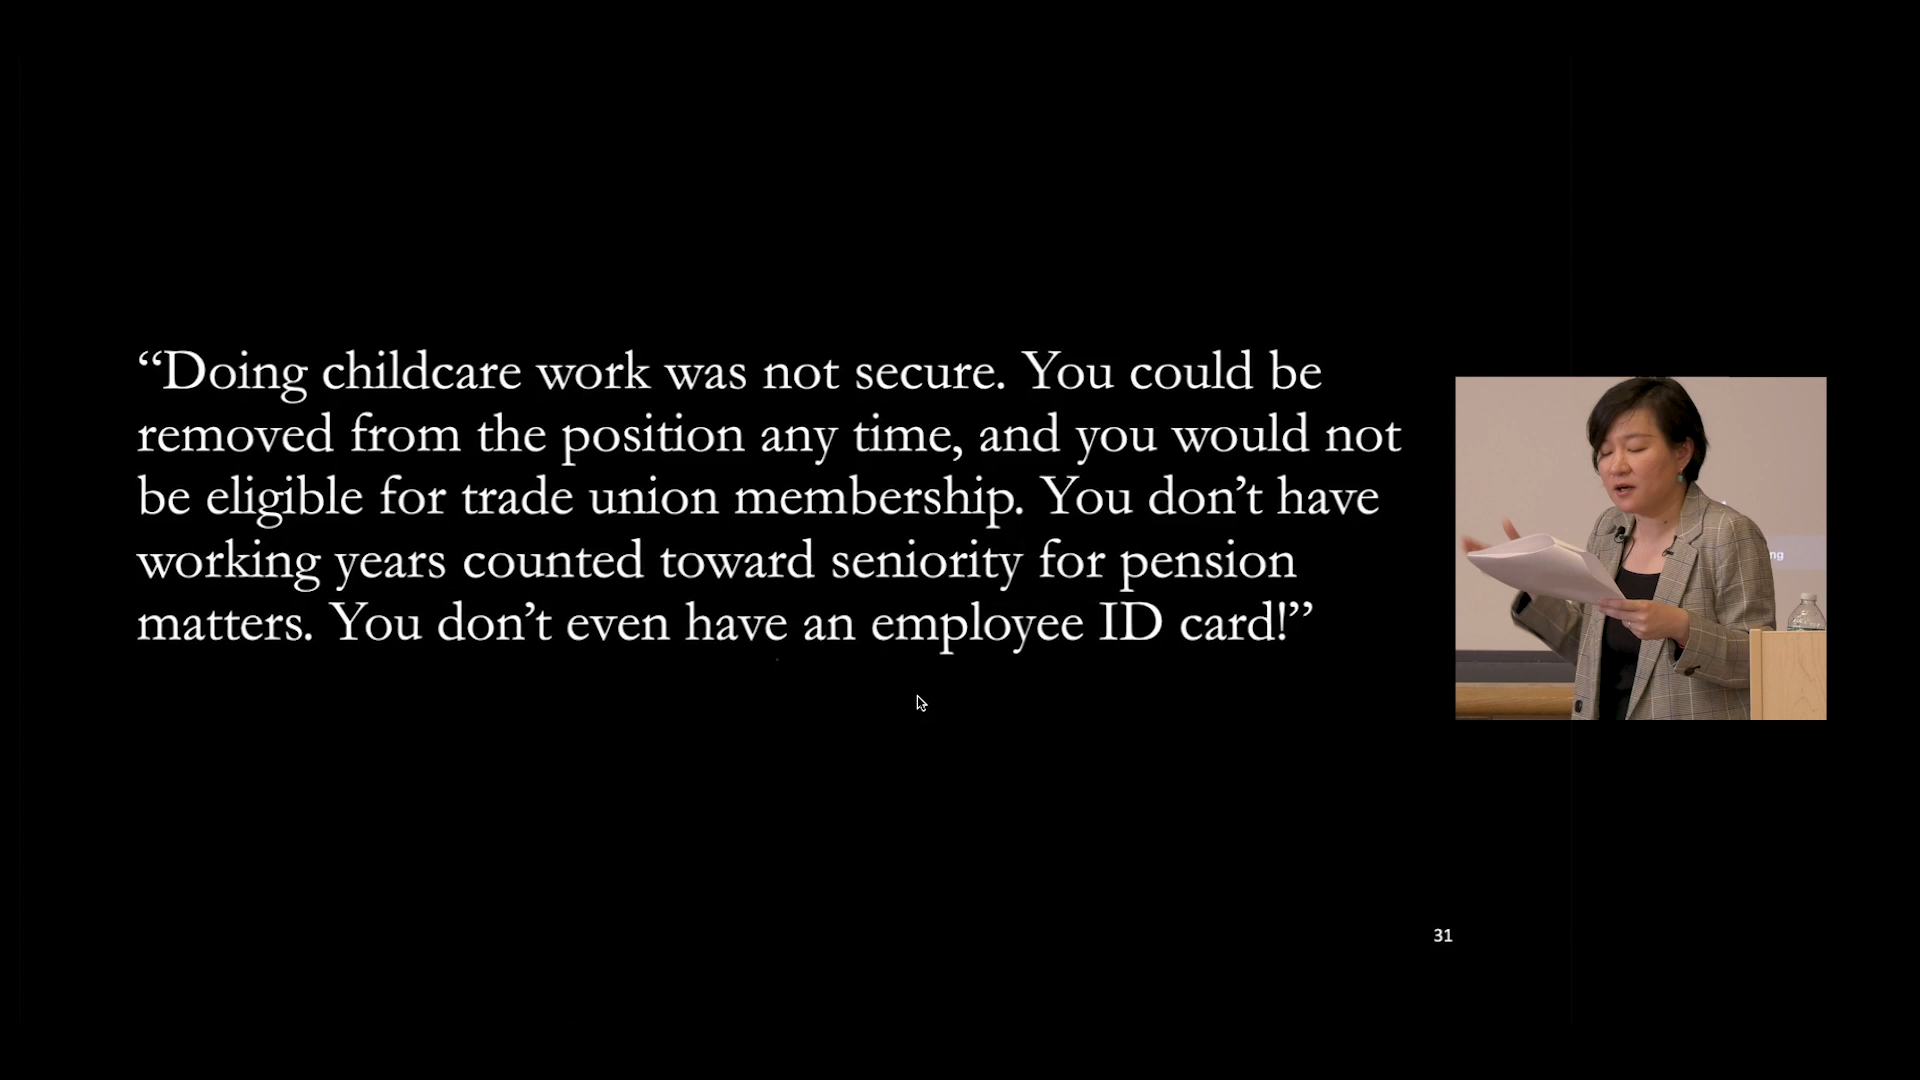 “Doing childcare work was not secure. You could be
removed from the position any time, and you would not
be eligible for trade union membership. You don’t have
working years counted toward seniority for pension
matters. You don’t even have an employee ID card!”
31